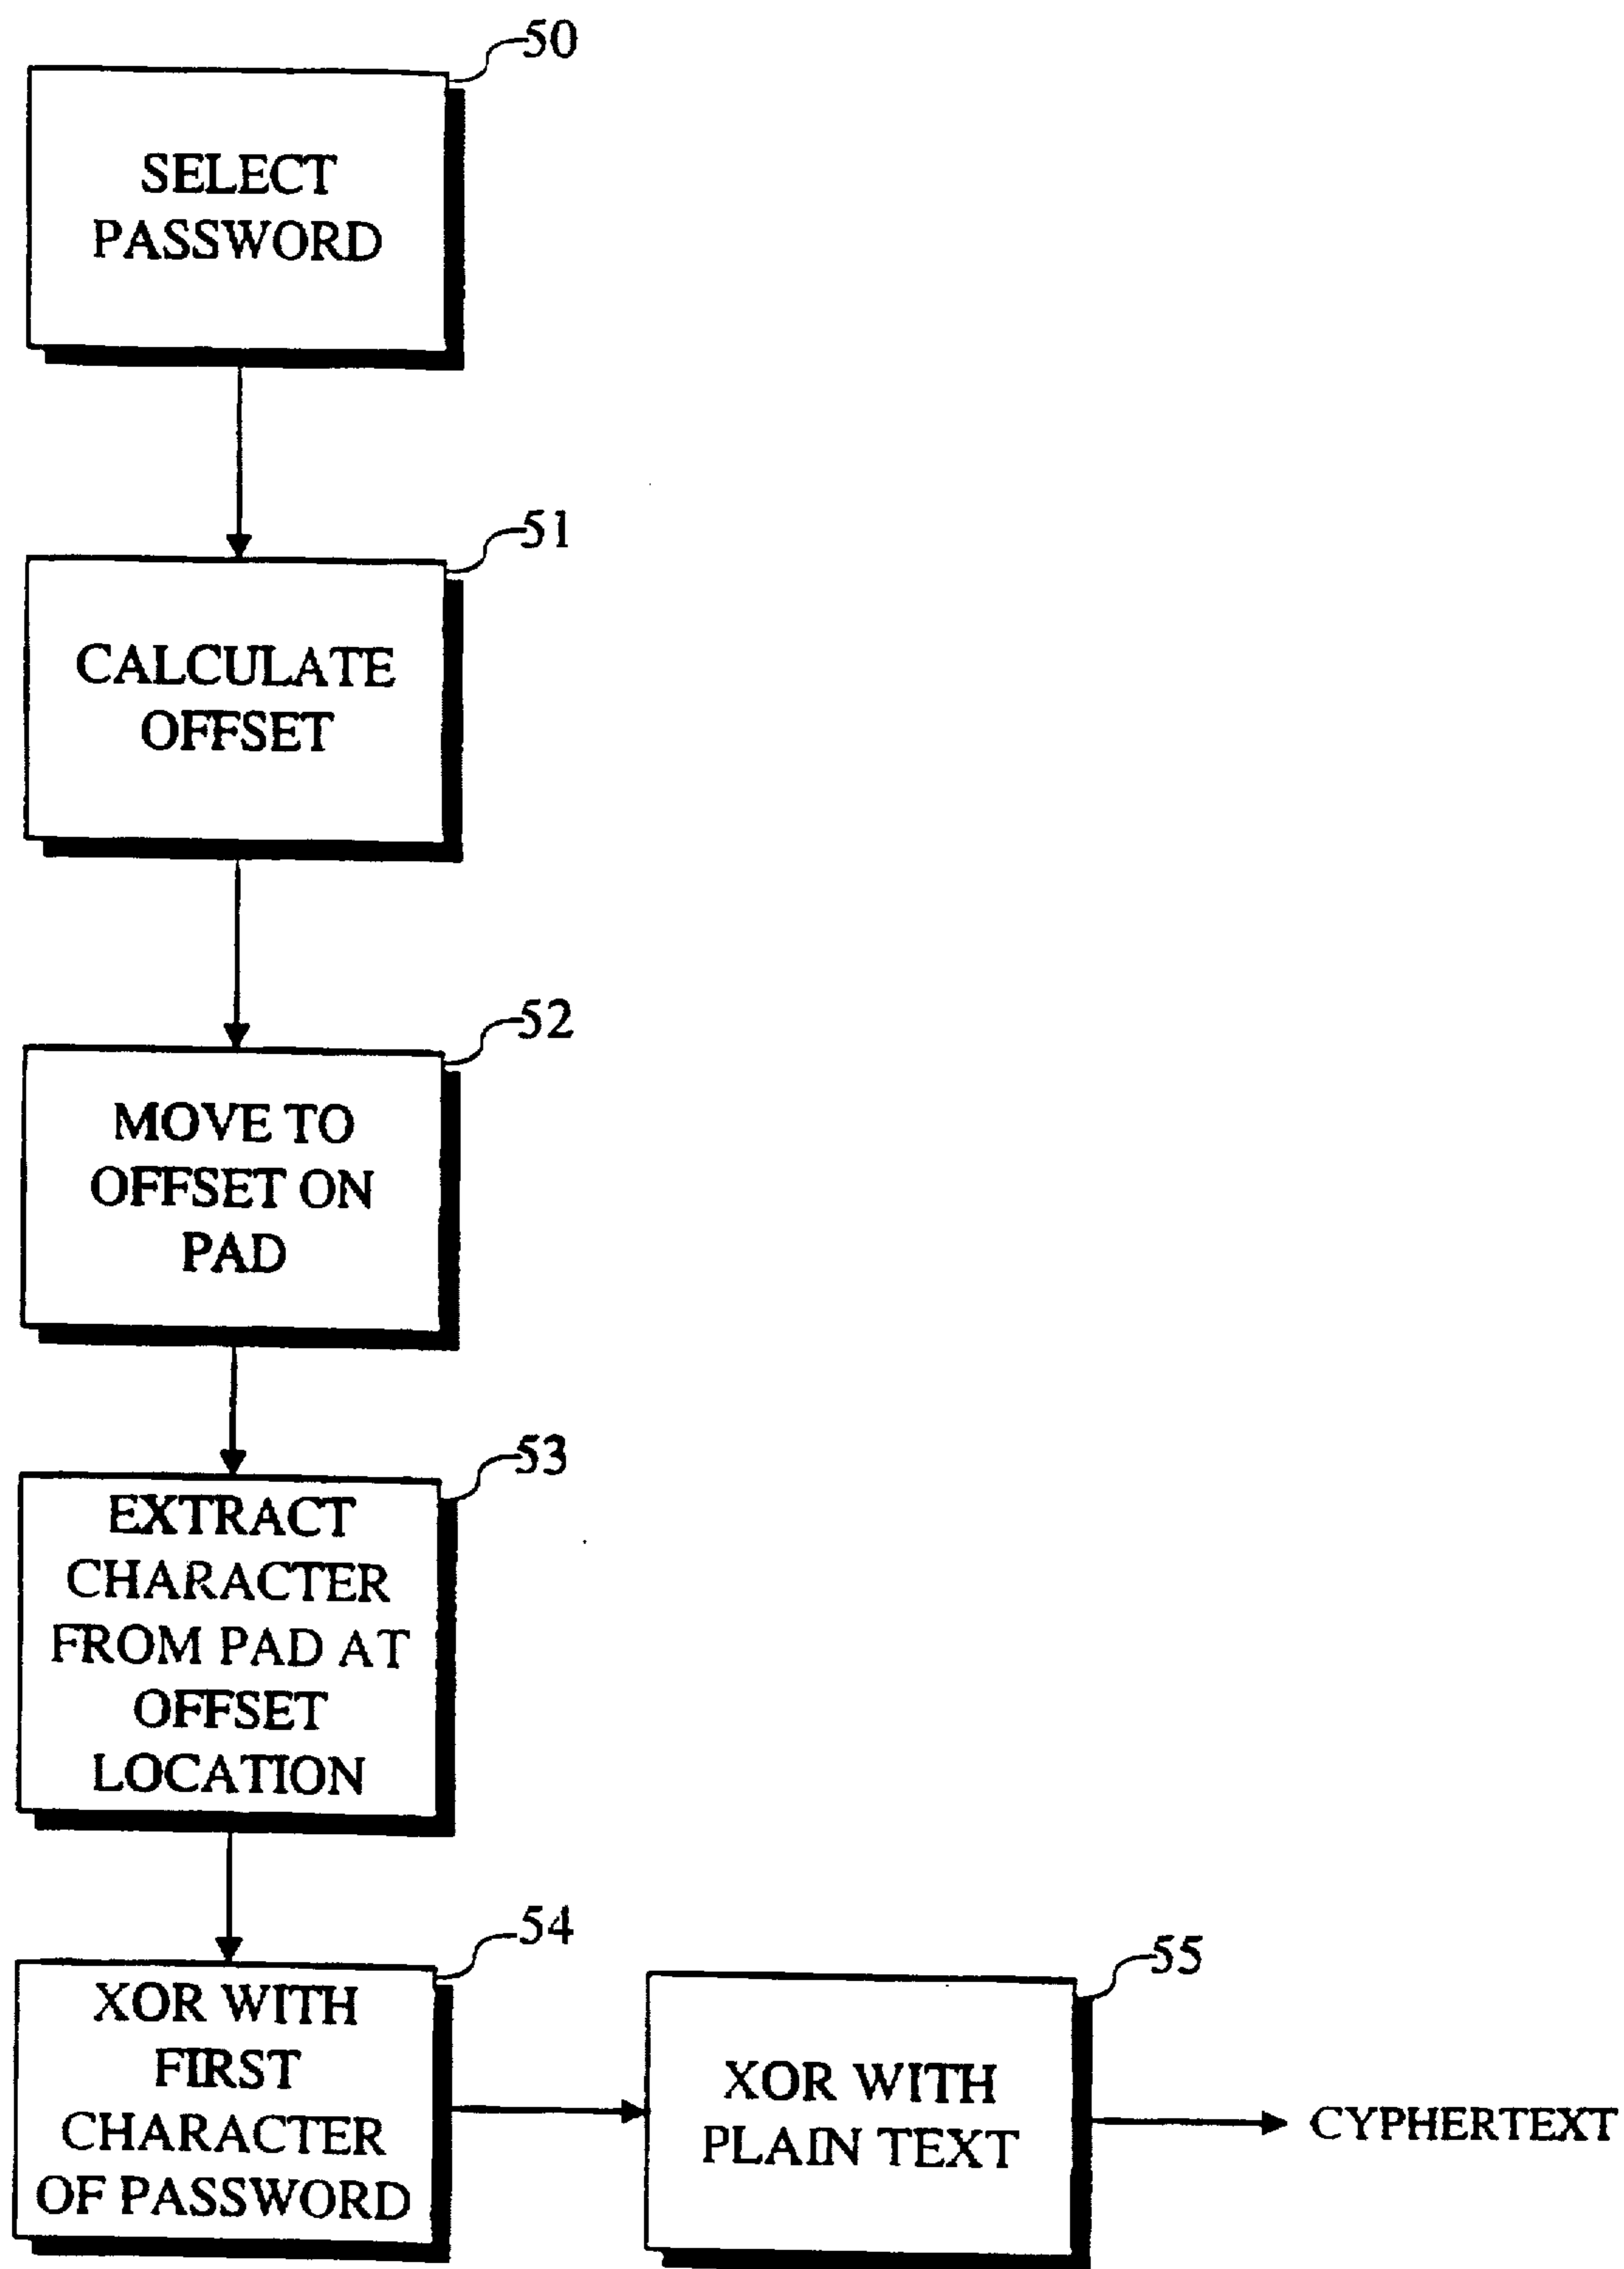 50
SELECT
PASSWORD
51
CALCULATE
OFFSET
52
MOVE TO
OFFSET ON
PAD
53
EXTRACT
CHARACTER
FROM PAD AT
OFFSET
LOCATION
54
XOR WITH
FIRST
CHARACTER
OF PASSWORD
55
XOR WITH
PLAIN TEXT
CYPHERTEXT